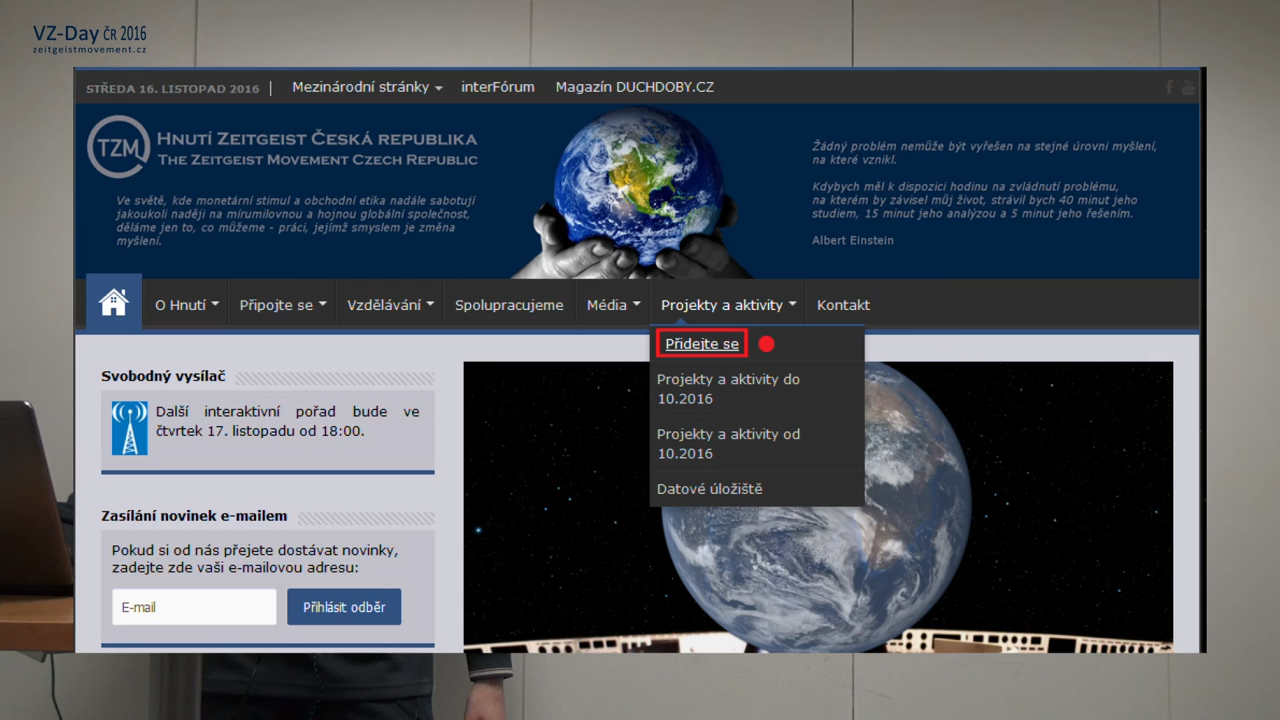 VZ-Day ČR 2016
zeitgeistmovement.cz
STŘEDA 16. LISTOPAD 2016 | Mezinárodní stránky interFórum Magazín DUCHDOBY.CZ
TZM
HNUTÍ ZEITGEIST ČESKÁ REPUBLIKA
THE ZEITGEIST MOVEMENT CZECH REPUBLIC
Ve světě, kde monetární stimul a obchodní etika nadále sabotují
jakoukoli naději na mírumilovnou a hojnou globální společnost,
děláme jen to, co můžeme - práci, jejímž smyslem je změna
myšlení.
Žádný problém nemůže být vyřešen na stejné úrovni myšlení,
na které vznikl.
Kdybych měl k dispozici hodinu na zvládnutí problému,
na kterém by závisel můj život, strávil bych 40 minut jeho
studiem, 15 minut jeho analýzou a 5 minut jeho řešením.
Albert Einstein
O Hnutí Připojte se Vzdělávání Spolupracujeme Média Projekty a aktivity Kontakt
Přidejte se
Projekty a aktivity do
10.2016
Projekty a aktivity od
10.2016
Datové úložiště
Svobodný vysílač
Další interaktivní pořad bude ve
čtvrtek 17. listopadu od 18:00.
Zasílání novinek e-mailem
Pokud si od nás přejete dostávat novinky,
zadejte zde vaši e-mailovou adresu:
E-mail
Přihlásit odběr